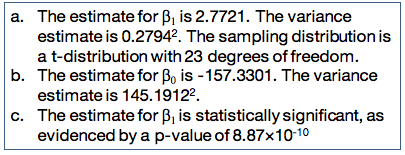 a. The estimate for β₁ is 2.7721. The variance
estimate is 0.2794². The sampling distribution is
a t-distribution with 23 degrees of freedom.
b. The estimate for β₀ is -157.3301. The variance
estimate is 145.1912².
c. The estimate for β₁ is statistically significant, as
evidenced by a p-value of 8.87×10⁻¹⁰